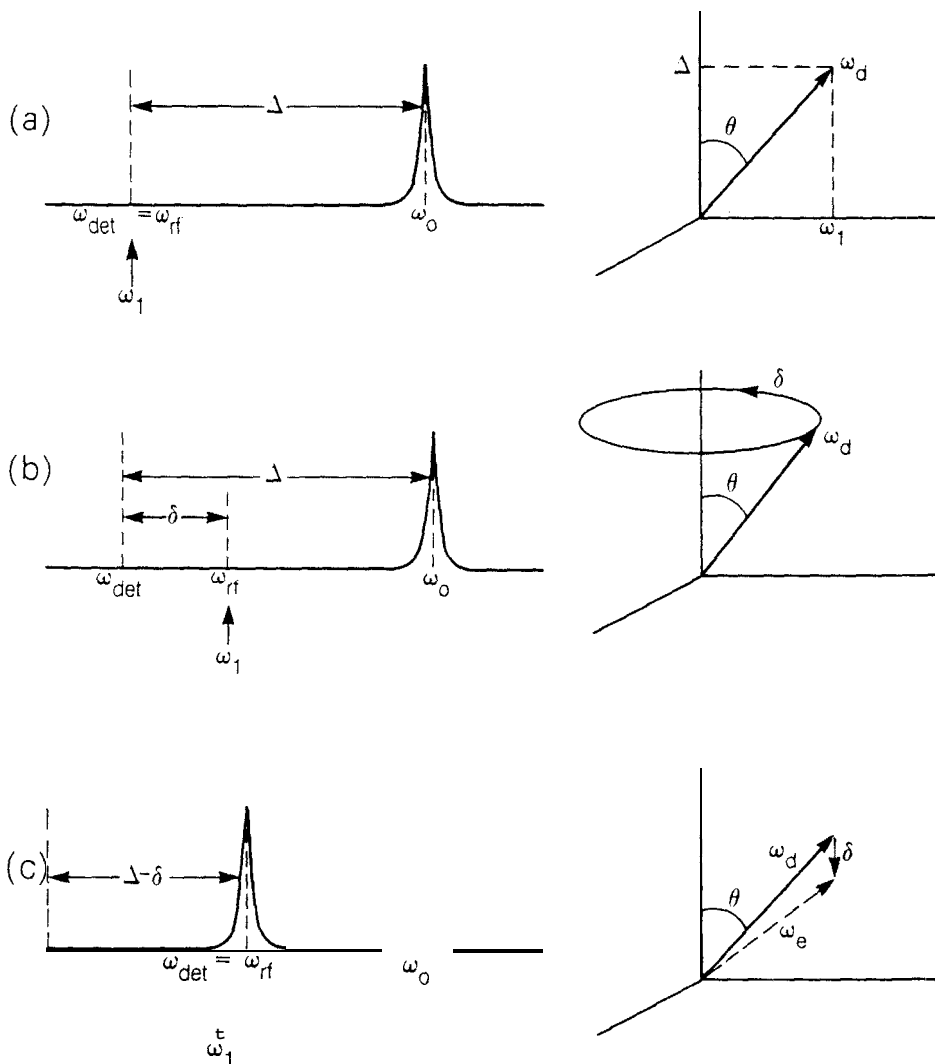 (a)
Δ
ω_det = ω_rf
ω_o
ω_1
Δ
ω_d
θ
ω_1
(b)
Δ
δ
ω_det
ω_rf
ω_o
ω_1
δ
ω_d
θ
(c)
Δ-δ
ω_det = ω_rf
ω_o
ω_1^t
ω_d
δ
θ
ω_e